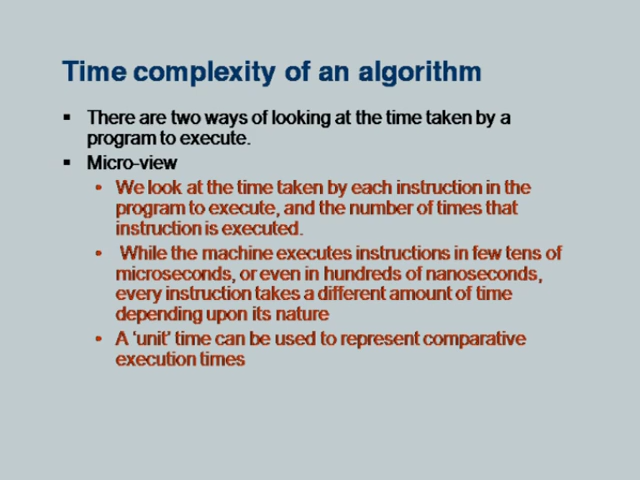 Time complexity of an algorithm
▪ There are two ways of looking at the time taken by a
program to execute.
▪ Micro-view
• We look at the time taken by each instruction in the
program to execute, and the number of times that
instruction is executed.
• While the machine executes instructions in few tens of
microseconds, or even in hundreds of nanoseconds,
every instruction takes a different amount of time
depending upon its nature
• A ‘unit’ time can be used to represent comparative
execution times